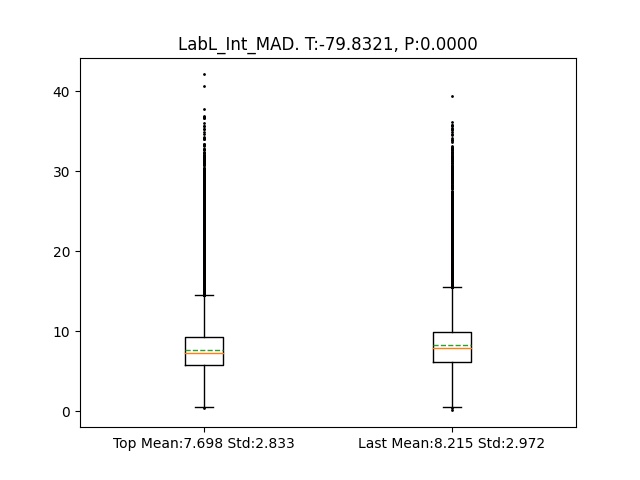 LabL_Int_MAD. T:-79.8321, P:0.0000
40
30
20
10
0
Top Mean:7.698 Std:2.833
Last Mean:8.215 Std:2.972